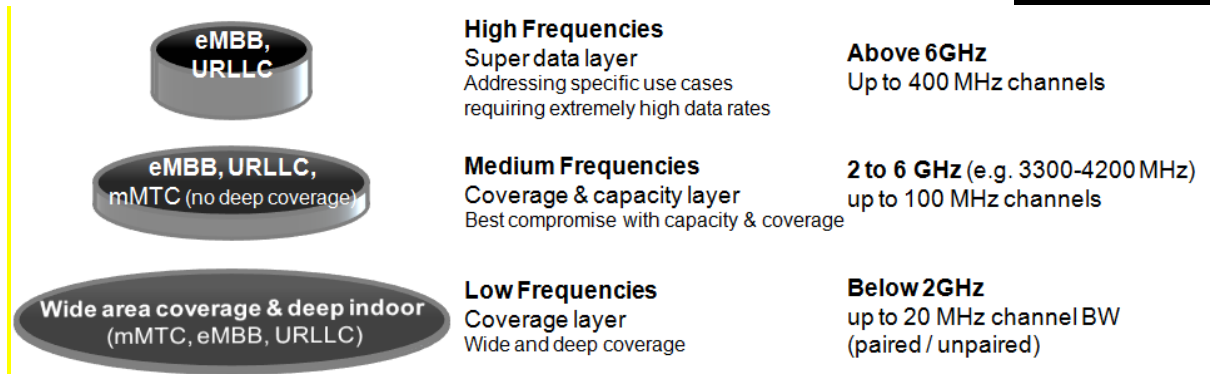 eMBB,
URLLC
High Frequencies
Super data layer
Addressing specific use cases
requiring extremely high data rates
Above 6GHz
Up to 400 MHz channels
eMBB, URLLC,
mMTC (no deep coverage)
Medium Frequencies
Coverage & capacity layer
Best compromise with capacity & coverage
2 to 6 GHz (e.g. 3300-4200 MHz)
up to 100 MHz channels
Wide area coverage & deep indoor
(mMTC, eMBB, URLLC)
Low Frequencies
Coverage layer
Wide and deep coverage
Below 2GHz
up to 20 MHz channel BW
(paired / unpaired)